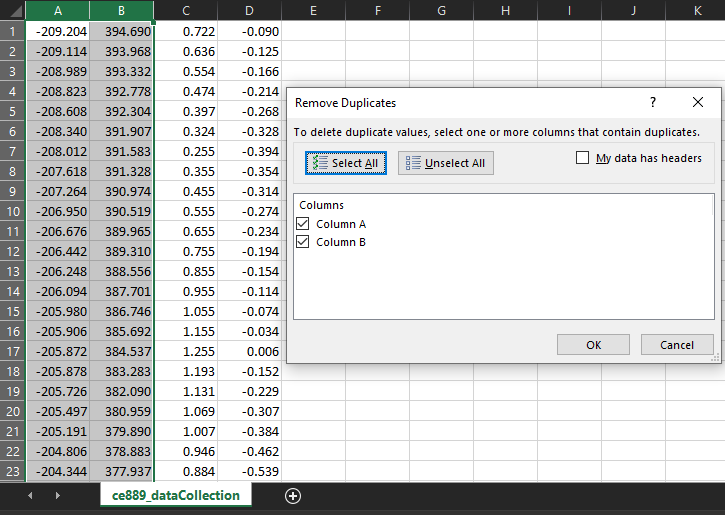 A B C D E F G H I J K
1 -209.204 394.690 0.722 -0.090
2 -209.114 393.968 0.636 -0.125
3 -208.989 393.332 0.554 -0.166
4 -208.823 392.778 0.474 -0.214
5 -208.608 392.304 0.397 -0.268
6 -208.340 391.907 0.324 -0.328
7 -208.012 391.583 0.255 -0.394
8 -207.618 391.328 0.355 -0.354
9 -207.264 390.974 0.455 -0.314
10 -206.950 390.519 0.555 -0.274
11 -206.676 389.965 0.655 -0.234
12 -206.442 389.310 0.755 -0.194
13 -206.248 388.556 0.855 -0.154
14 -206.094 387.701 0.955 -0.114
15 -205.980 386.746 1.055 -0.074
16 -205.906 385.692 1.155 -0.034
17 -205.872 384.537 1.255 0.006
18 -205.878 383.283 1.193 -0.152
19 -205.726 382.090 1.131 -0.229
20 -205.497 380.959 1.069 -0.307
21 -205.191 379.890 1.007 -0.384
22 -204.806 378.883 0.946 -0.462
23 -204.344 377.937 0.884 -0.539
Remove Duplicates
?
To delete duplicate values, select one or more columns that contain duplicates.
Select All
Unselect All
My data has headers
Columns
Column A
Column B
OK
Cancel
ce889_dataCollection